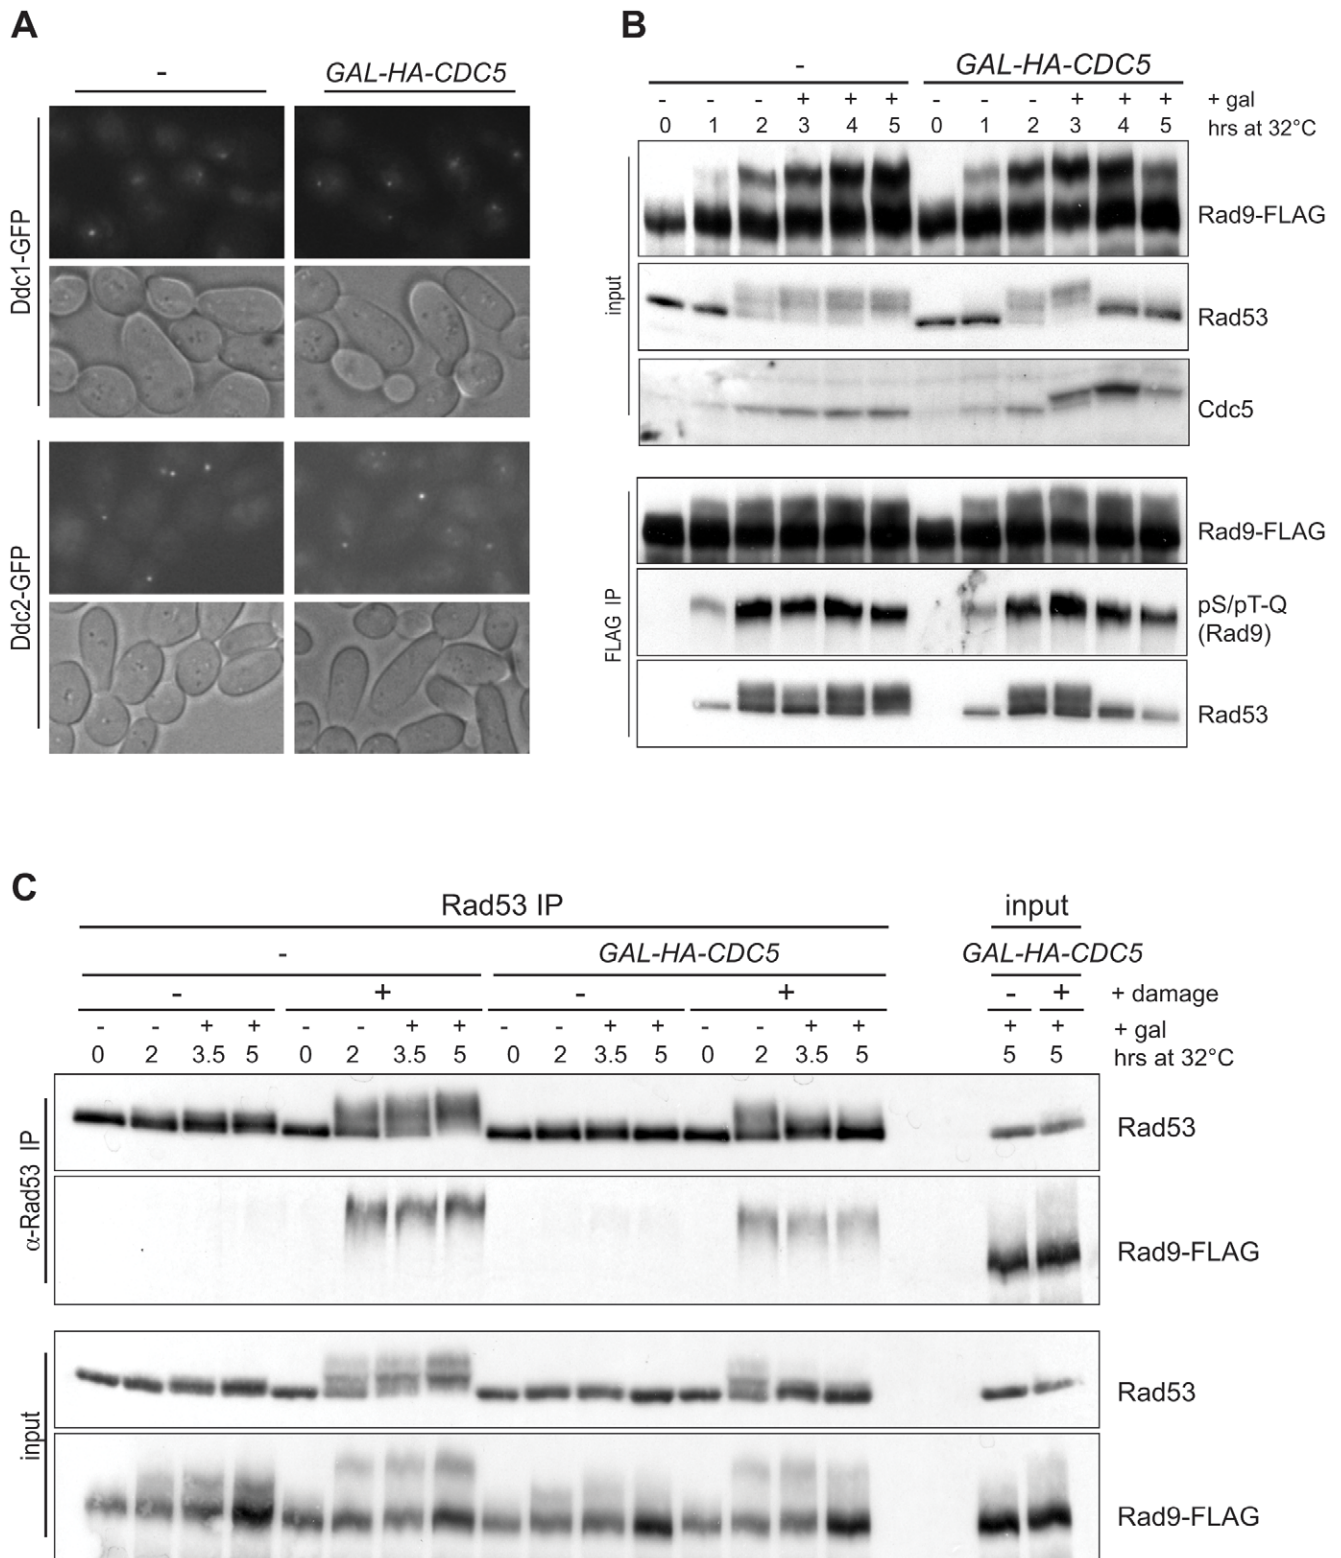 A
- GAL-HA-CDC5
Ddc1-GFP
Ddc2-GFP
B
- GAL-HA-CDC5
- - - + + + - - - + + + + gal
0 1 2 3 4 5 0 1 2 3 4 5 hrs at 32°C
input
Rad9-FLAG
Rad53
Cdc5
FLAG IP
Rad9-FLAG
pS/pT-Q
(Rad9)
Rad53
C
Rad53 IP input
- GAL-HA-CDC5 GAL-HA-CDC5
- + - + - + + damage
- - + + - - + + - - + + - - + + + + + gal
0 2 3.5 5 0 2 3.5 5 0 2 3.5 5 0 2 3.5 5 5 5 hrs at 32°C
α-Rad53 IP
Rad53
Rad9-FLAG
input
Rad53
Rad9-FLAG